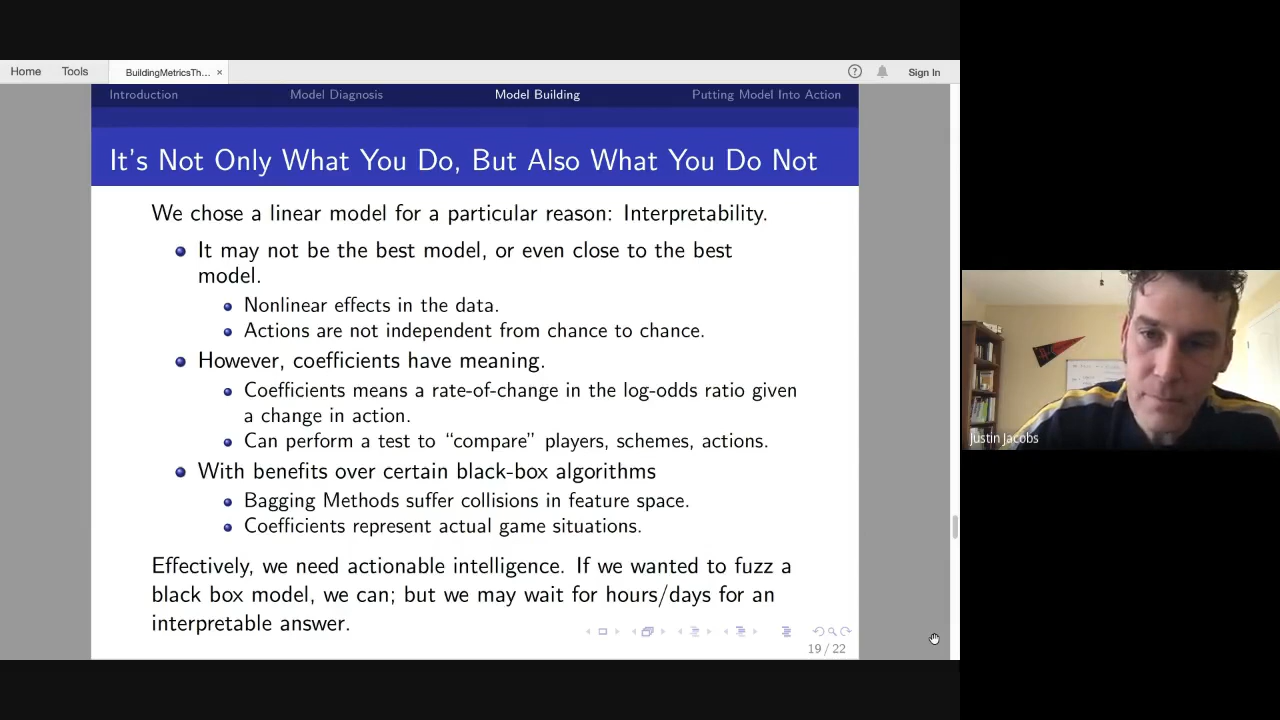 Home Tools BuildingMetricsTh... × Sign In
Introduction Model Diagnosis Model Building Putting Model Into Action
It's Not Only What You Do, But Also What You Do Not
We chose a linear model for a particular reason: Interpretability.
It may not be the best model, or even close to the best
model.
Nonlinear effects in the data.
Actions are not independent from chance to chance.
However, coefficients have meaning.
Coefficients means a rate-of-change in the log-odds ratio given
a change in action.
Can perform a test to “compare” players, schemes, actions.
With benefits over certain black-box algorithms
Bagging Methods suffer collisions in feature space.
Coefficients represent actual game situations.
Effectively, we need actionable intelligence. If we wanted to fuzz a
black box model, we can; but we may wait for hours/days for an
interpretable answer.
19 / 22
Justin Jacobs